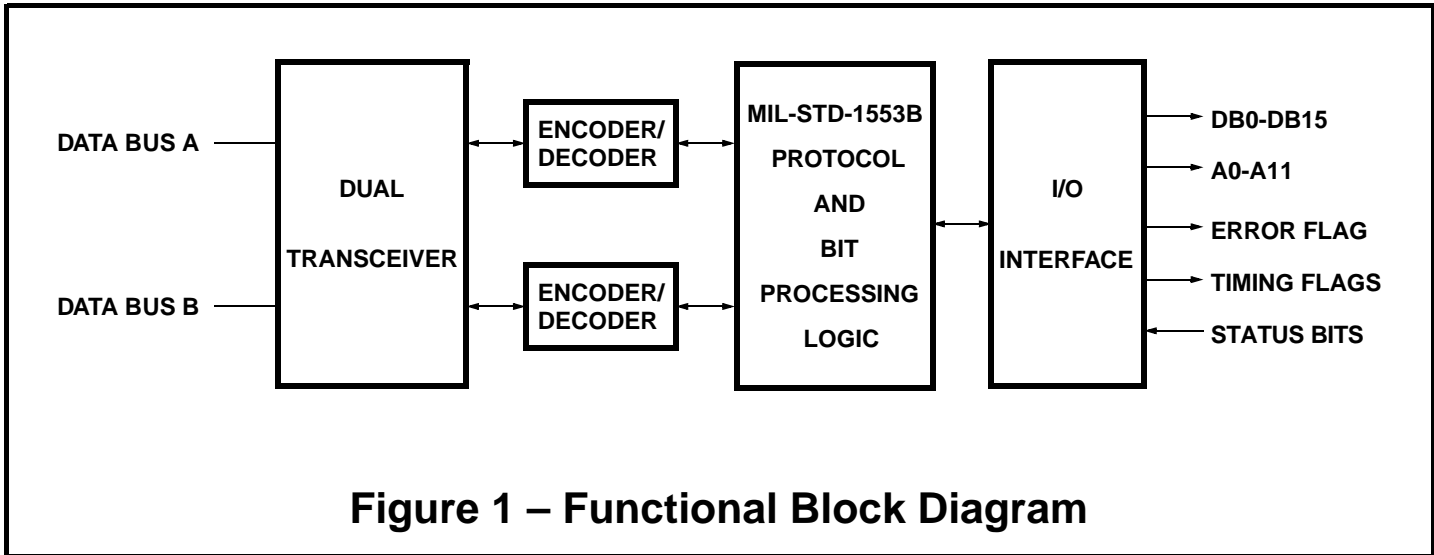 DATA BUS A
DATA BUS B
DUAL
TRANSCEIVER
ENCODER/
DECODER
ENCODER/
DECODER
MIL-STD-1553B
PROTOCOL
AND
BIT
PROCESSING
LOGIC
I/O
INTERFACE
DB0-DB15
A0-A11
ERROR FLAG
TIMING FLAGS
STATUS BITS
Figure 1 – Functional Block Diagram